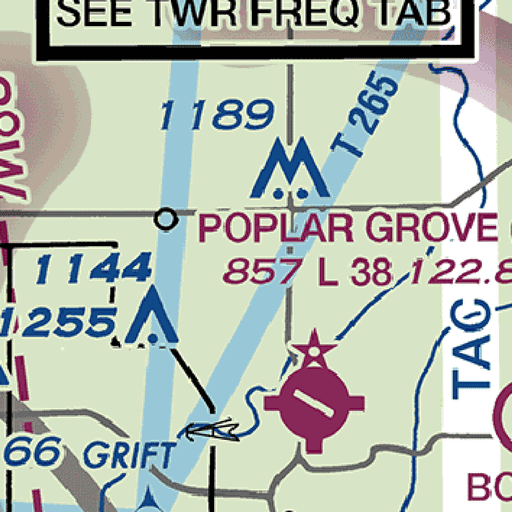 SEE TWR FREQ TAB
1189
T 265
POPLAR GROVE
857 L 38 122.8
1144
1255
TAC
66 GRIFT
BO